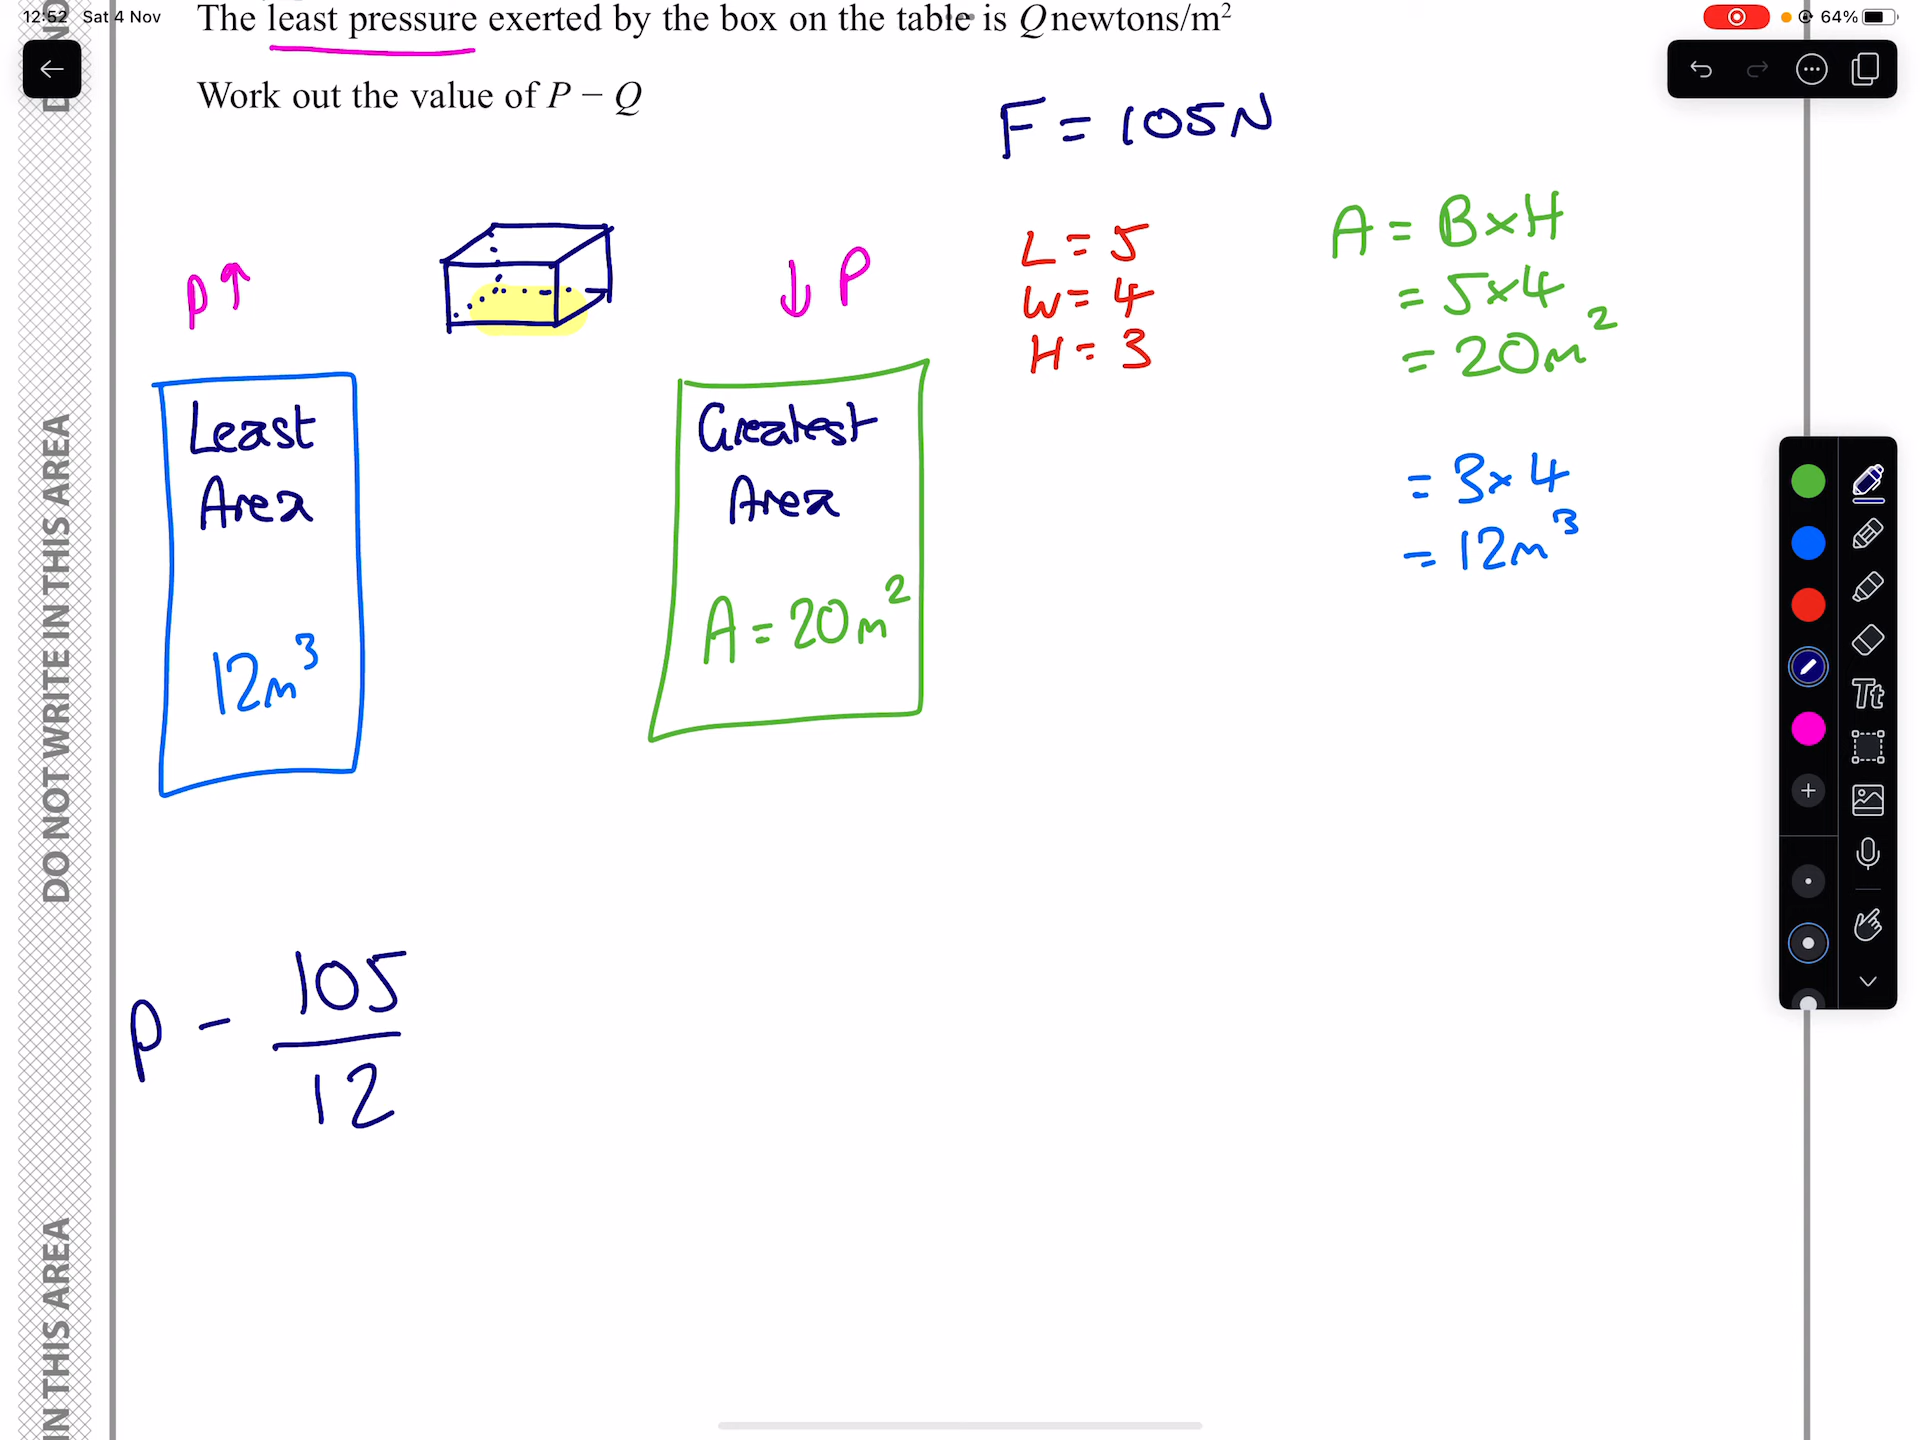 12:52 Sat 4 Nov
64%
The least pressure exerted by the box on the table is Q newtons/m²
Work out the value of P − Q
F = 105N
L = 5
W = 4
H = 3
A = B×H
= 5×4
= 20m²
= 3×4
= 12m³
P↑
↓P
Least
Area
12m³
Greatest
Area
A = 20m²
P - 105
12
Tt
DO NOT WRITE IN THIS AREA
IN THIS AREA